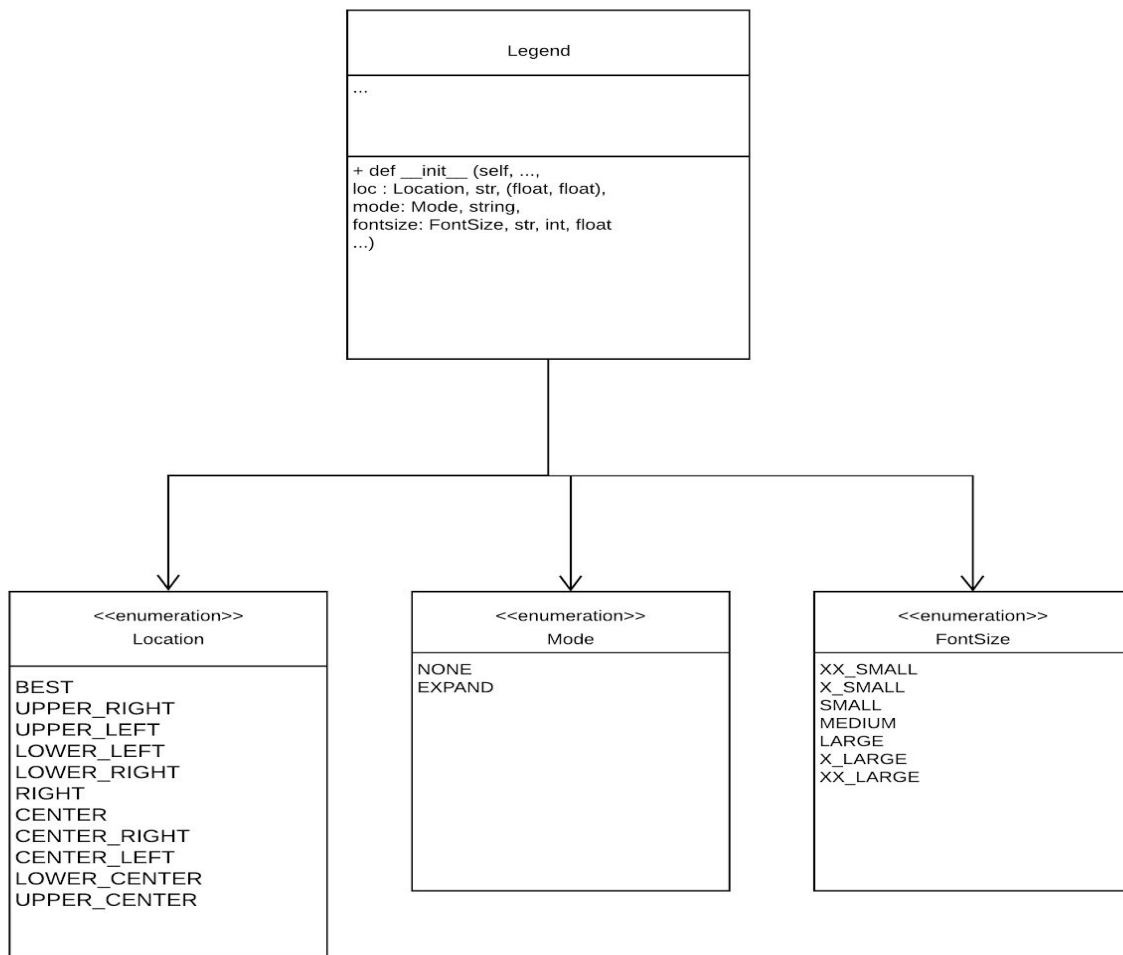 Legend
...
+ def __init__ (self, ...,
loc : Location, str, (float, float),
mode: Mode, string,
fontsize: FontSize, str, int, float
...)
<<enumeration>>
Location
BEST
UPPER_RIGHT
UPPER_LEFT
LOWER_LEFT
LOWER_RIGHT
RIGHT
CENTER
CENTER_RIGHT
CENTER_LEFT
LOWER_CENTER
UPPER_CENTER
<<enumeration>>
Mode
NONE
EXPAND
<<enumeration>>
FontSize
XX_SMALL
X_SMALL
SMALL
MEDIUM
LARGE
X_LARGE
XX_LARGE